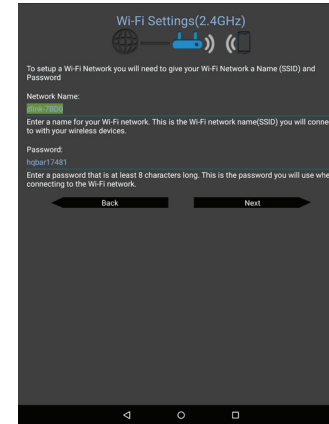 Wi-Fi Settings(2.4GHz)
To setup a Wi-Fi Network you will need to give your Wi-Fi Network a Name (SSID) and
Password
Network Name:
dlink-7BD0
Enter a name for your Wi-Fi network. This is the Wi-Fi network name(SSID) you will connec
to with your wireless devices.
Password:
hqbar17481
Enter a password that is at least 8 characters long. This is the password you will use whe
connecting to the Wi-Fi network.
Back
Next